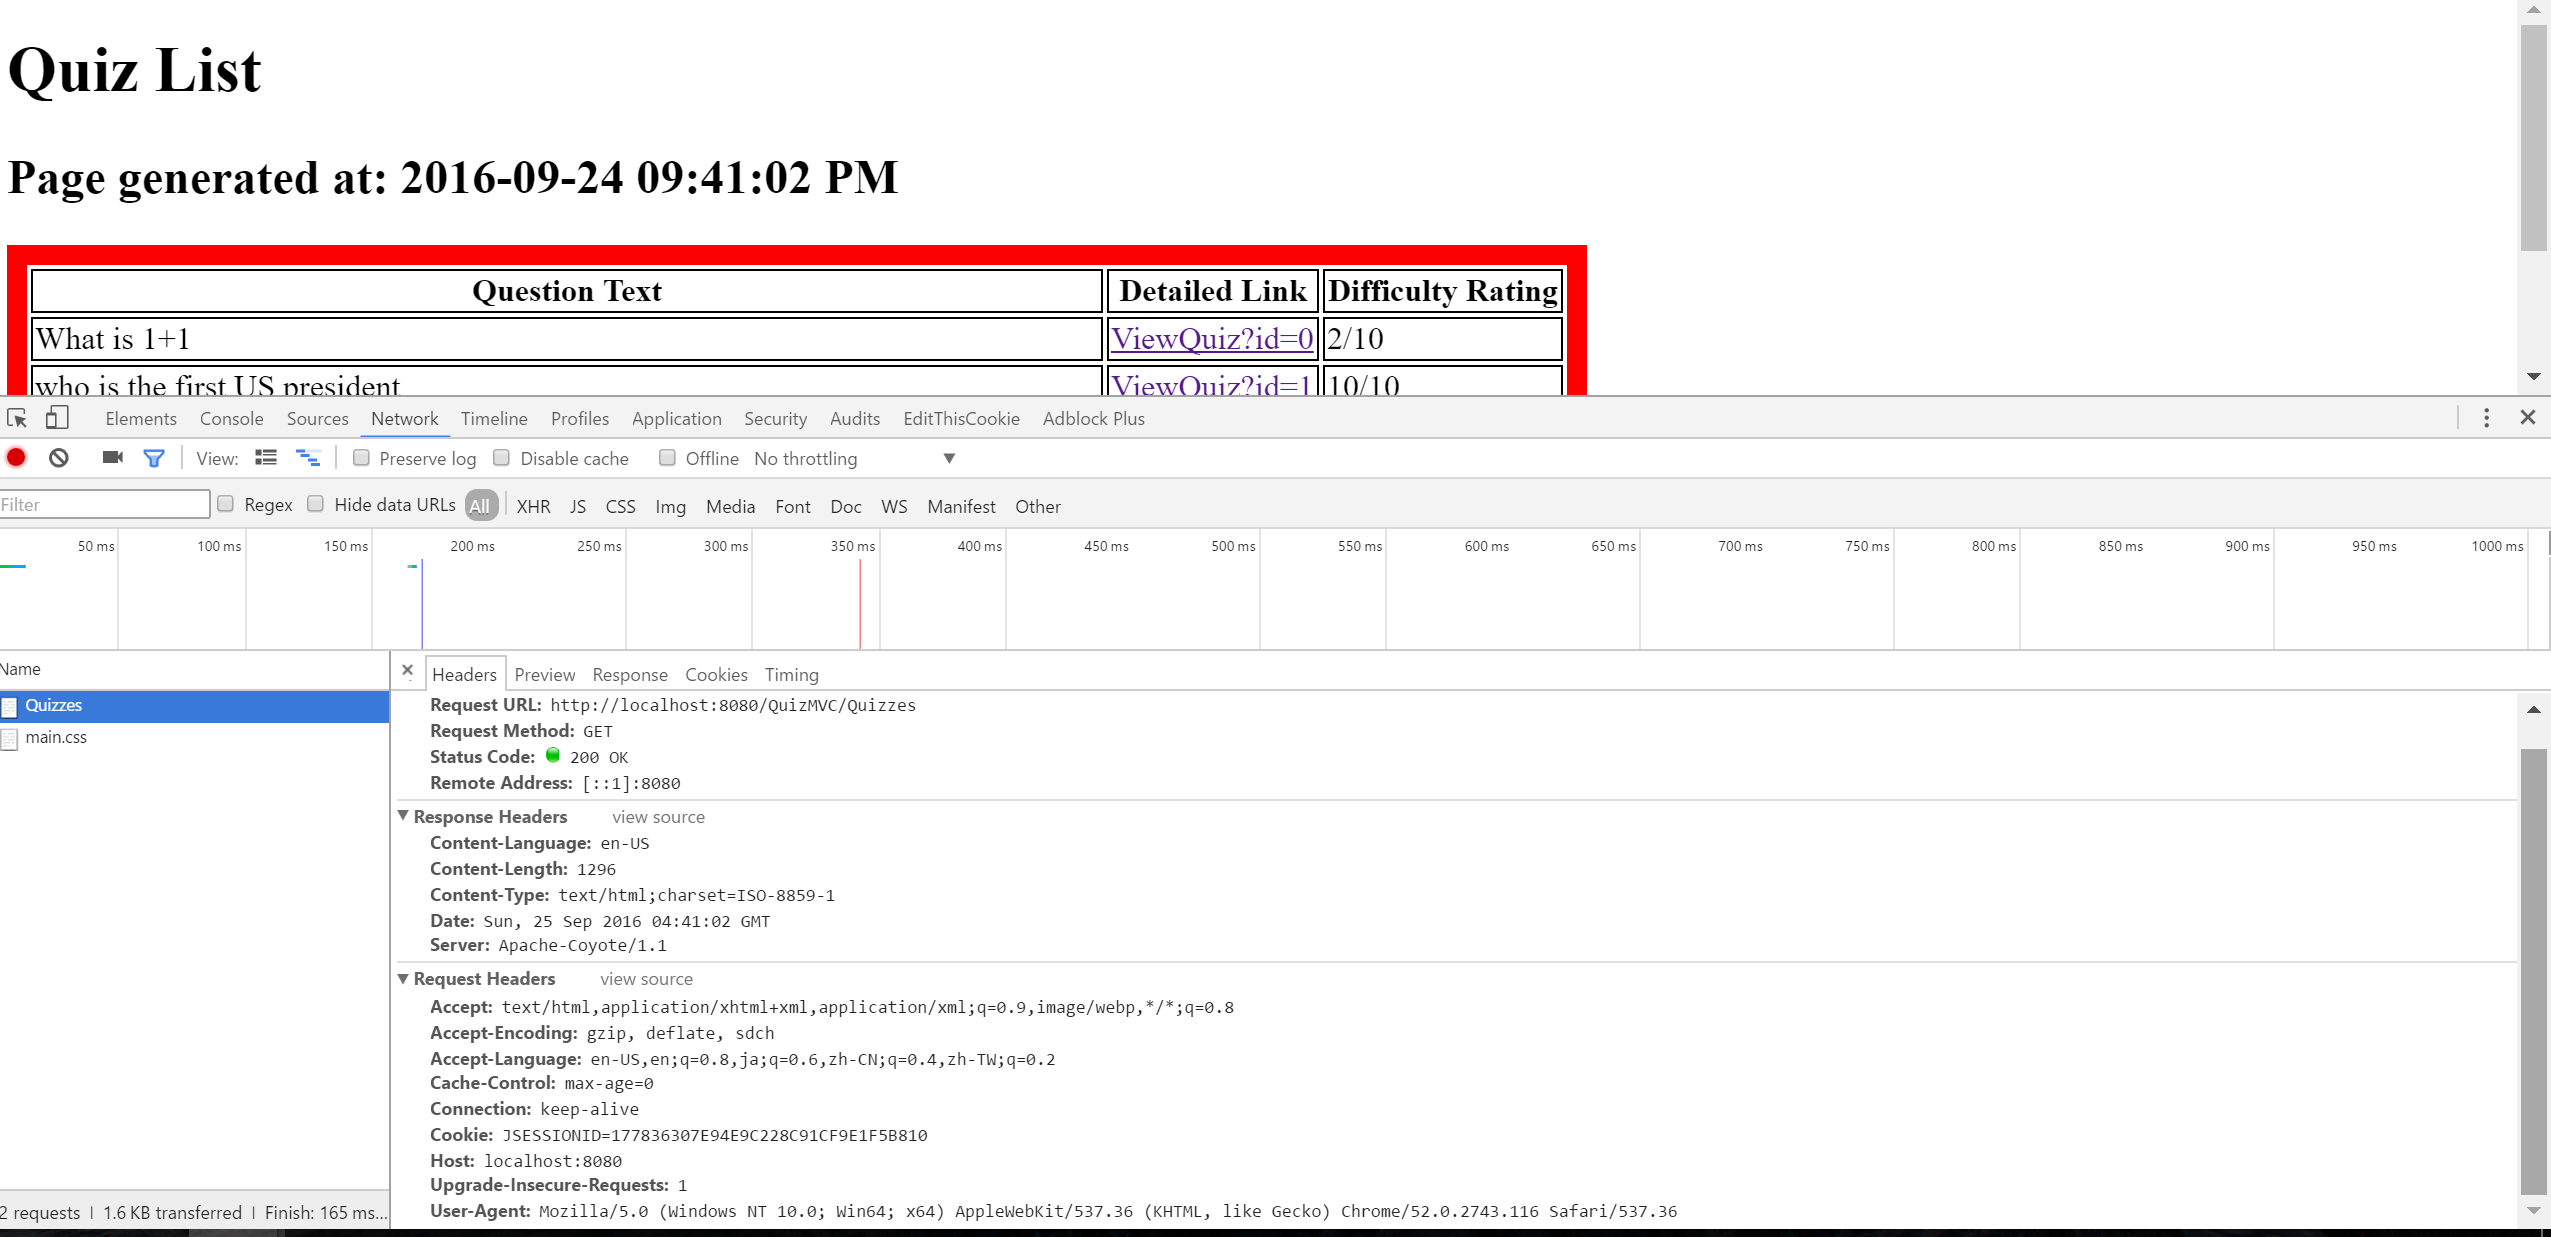 Quiz List
Page generated at: 2016-09-24 09:41:02 PM
Question Text Detailed Link Difficulty Rating
What is 1+1 ViewQuiz?id=0 2/10
who is the first US president ViewQuiz?id=1 10/10
Elements Console Sources Network Timeline Profiles Application Security Audits EditThisCookie Adblock Plus
View: Preserve log Disable cache Offline No throttling
Filter Regex Hide data URLs All XHR JS CSS Img Media Font Doc WS Manifest Other
50 ms 100 ms 150 ms 200 ms 250 ms 300 ms 350 ms 400 ms 450 ms 500 ms 550 ms 600 ms 650 ms 700 ms 750 ms 800 ms 850 ms 900 ms 950 ms 1000 ms
Name
Quizzes
main.css
2 requests | 1.6 KB transferred | Finish: 165 ms...
Headers Preview Response Cookies Timing
Request URL: http://localhost:8080/QuizMVC/Quizzes
Request Method: GET
Status Code: 200 OK
Remote Address: [::1]:8080
Response Headers view source
Content-Language: en-US
Content-Length: 1296
Content-Type: text/html;charset=ISO-8859-1
Date: Sun, 25 Sep 2016 04:41:02 GMT
Server: Apache-Coyote/1.1
Request Headers view source
Accept: text/html,application/xhtml+xml,application/xml;q=0.9,image/webp,*/*;q=0.8
Accept-Encoding: gzip, deflate, sdch
Accept-Language: en-US,en;q=0.8,ja;q=0.6,zh-CN;q=0.4,zh-TW;q=0.2
Cache-Control: max-age=0
Connection: keep-alive
Cookie: JSESSIONID=177836307E94E9C228C91CF9E1F5B810
Host: localhost:8080
Upgrade-Insecure-Requests: 1
User-Agent: Mozilla/5.0 (Windows NT 10.0; Win64; x64) AppleWebKit/537.36 (KHTML, like Gecko) Chrome/52.0.2743.116 Safari/537.36